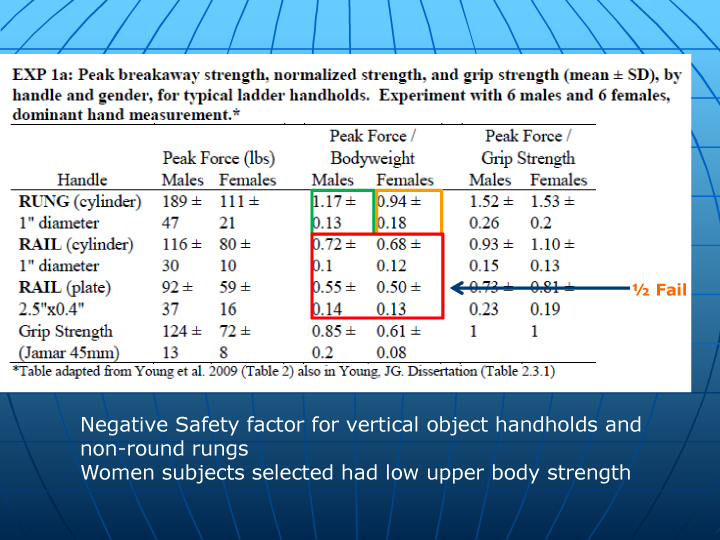 EXP 1a: Peak breakaway strength, normalized strength, and grip strength (mean ± SD), by
handle and gender, for typical ladder handholds. Experiment with 6 males and 6 females,
dominant hand measurement.*
Peak Force / Peak Force /
Peak Force (lbs) Bodyweight Grip Strength
Handle Males Females Males Females Males Females
RUNG (cylinder) 189 ± 111 ± 1.17 ± 0.94 ± 1.52 ± 1.53 ±
1" diameter 47 21 0.13 0.18 0.26 0.2
RAIL (cylinder) 116 ± 80 ± 0.72 ± 0.68 ± 0.93 ± 1.10 ±
1" diameter 30 10 0.1 0.12 0.15 0.13
RAIL (plate) 92 ± 59 ± 0.55 ± 0.50 ± 0.73 ± 0.81 ± ½ Fail
2.5"x0.4" 37 16 0.14 0.13 0.23 0.19
Grip Strength 124 ± 72 ± 0.85 ± 0.61 ± 1 1
(Jamar 45mm) 13 8 0.2 0.08
*Table adapted from Young et al. 2009 (Table 2) also in Young, JG. Dissertation (Table 2.3.1)
Negative Safety factor for vertical object handholds and
non-round rungs
Women subjects selected had low upper body strength